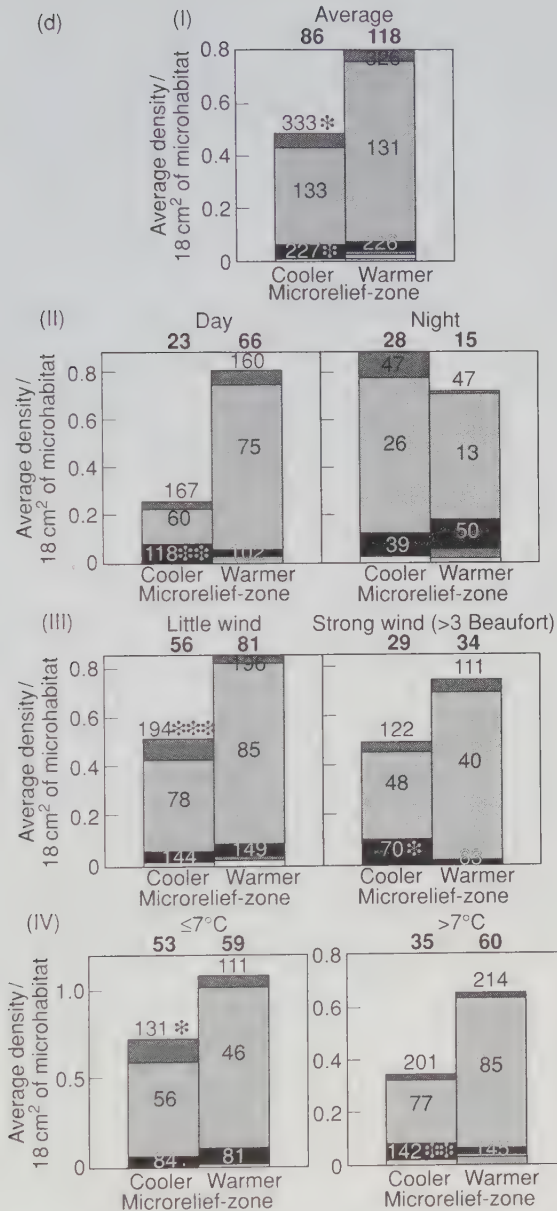 (d)
(I) Average
86 118
Average density/
18 cm² of microhabitat
0.8
0.6
0.4
0.2
0
333 *
133
227 *
326
131
226
Cooler Warmer
Microrelief-zone
(II) Day Night
23 66 28 15
Average density/
18 cm² of microhabitat
0.8
0.6
0.4
0.2
0
167
60
118 **
160
75
102
47
26
39
47
13
50
Cooler Warmer Cooler Warmer
Microrelief-zone Microrelief-zone
(III) Little wind Strong wind (>3 Beaufort)
56 81 29 34
Average density/
18 cm² of microhabitat
0.8
0.6
0.4
0.2
0
194 ***
78
144
85
149
122
48
70 *
111
40
Cooler Warmer Cooler Warmer
Microrelief-zone Microrelief-zone
(IV) ≤7°C >7°C
53 59 35 60
Average density/
18 cm² of microhabitat
1.0
0.5
0
131 *
56
84
111
46
81
0.8
0.6
0.4
0.2
0
201
77
142 **
214
85
145
Cooler Warmer Cooler Warmer
Microrelief-zone Microrelief-zone